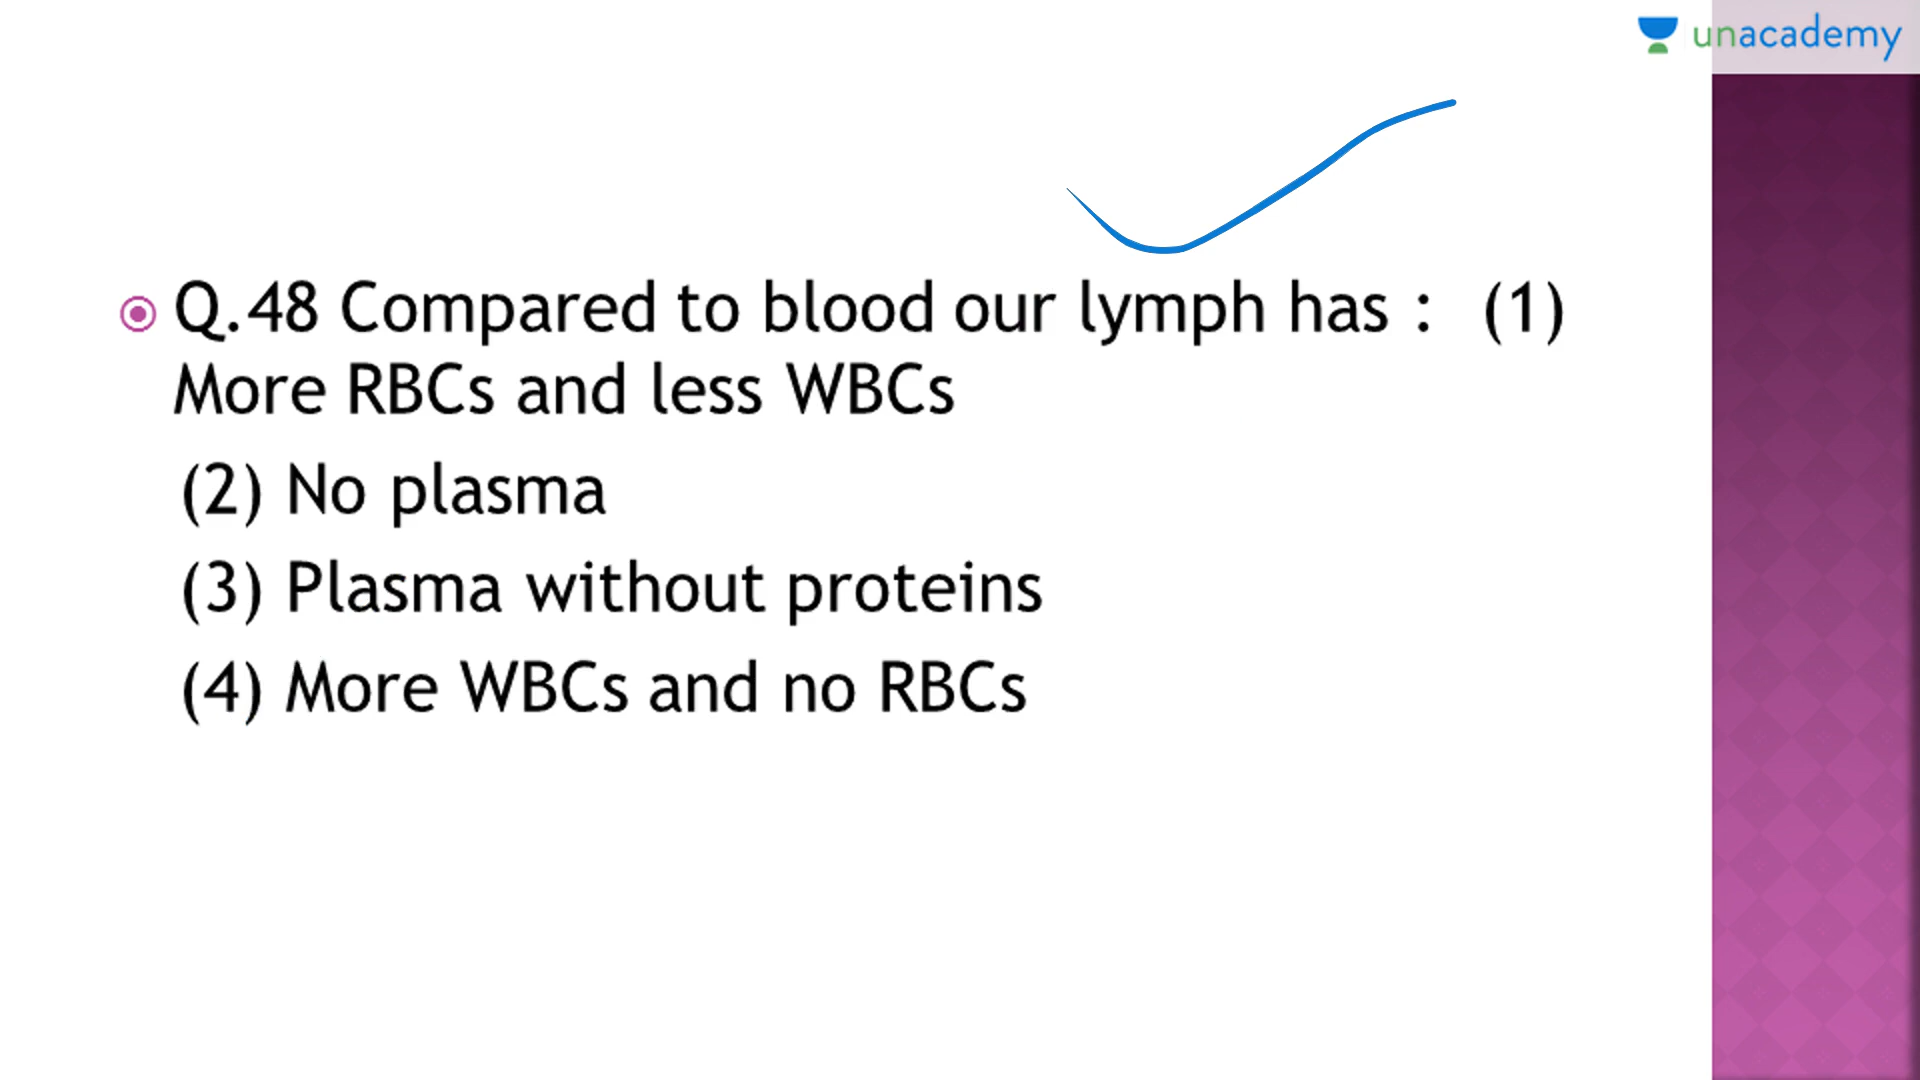 unacademy
Q.48 Compared to blood our lymph has : (1)
More RBCs and less WBCs
(2) No plasma
(3) Plasma without proteins
(4) More WBCs and no RBCs